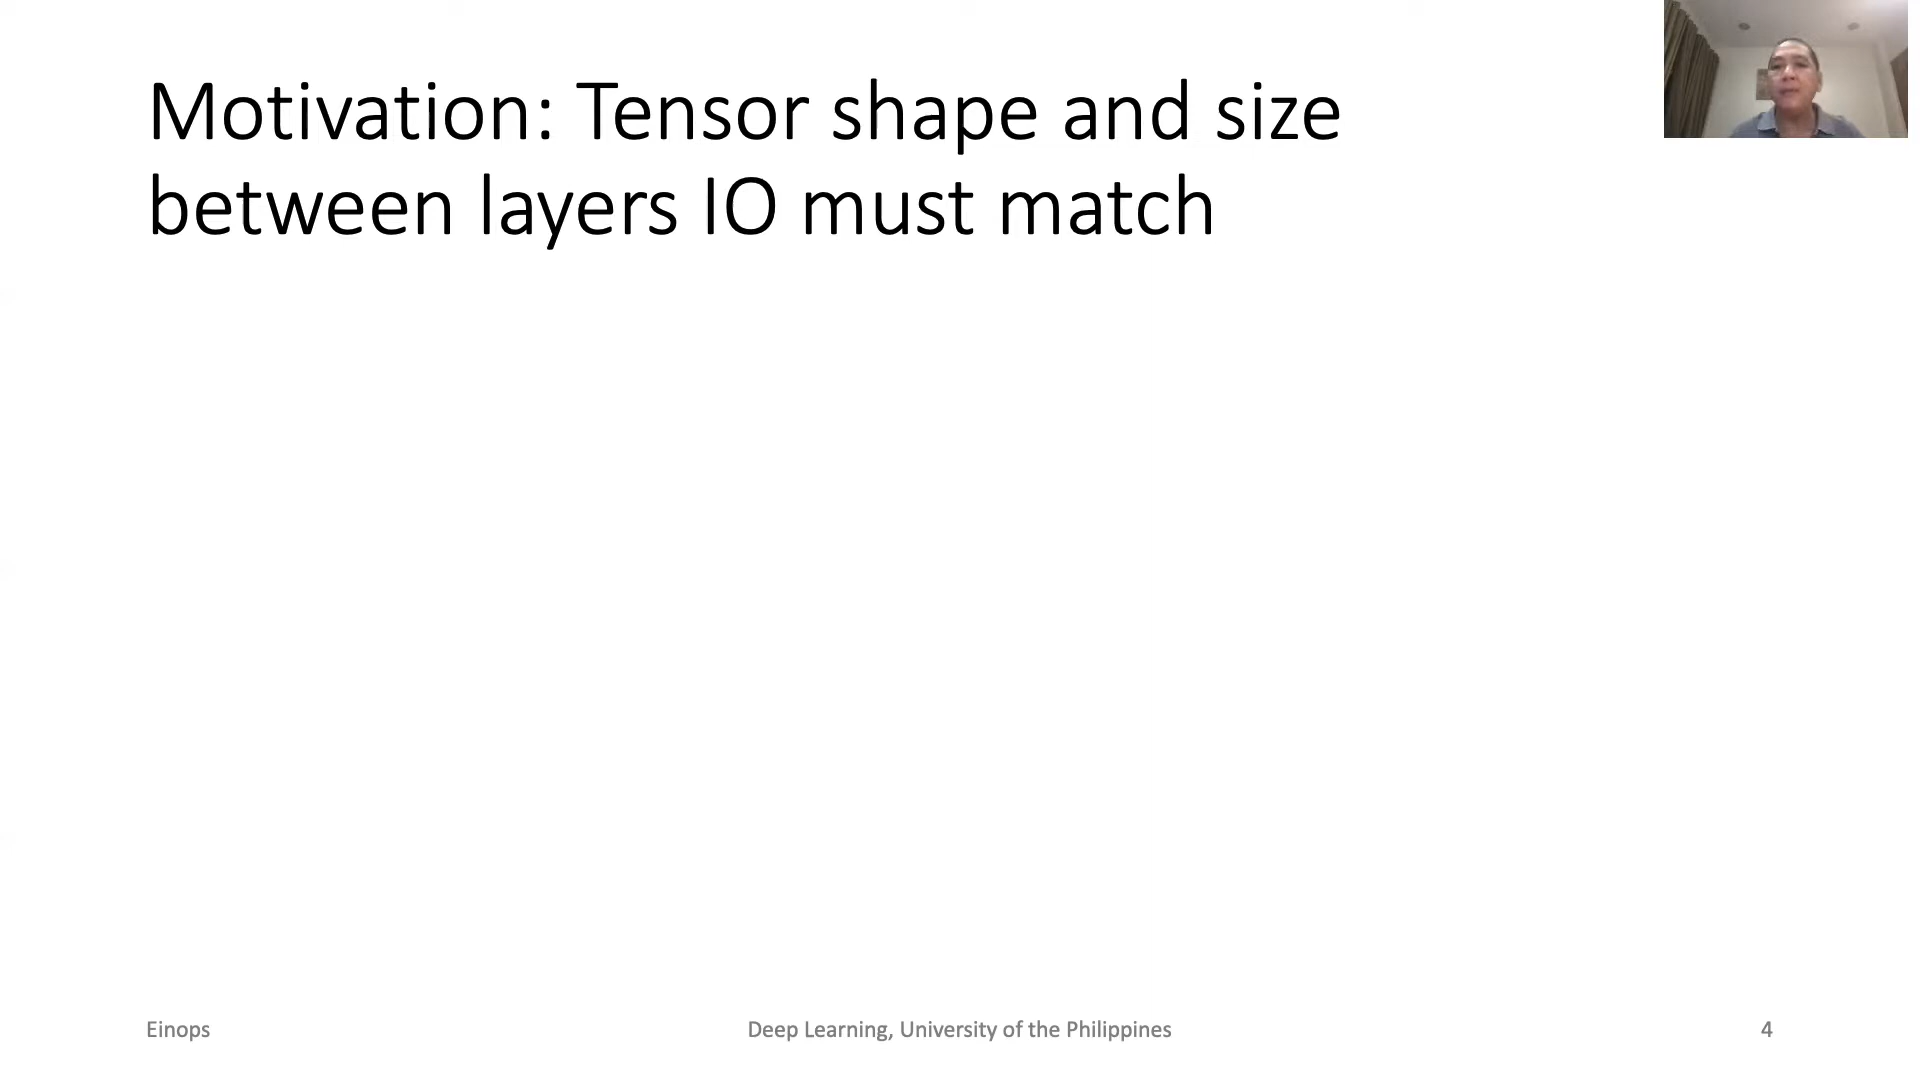 Motivation: Tensor shape and size
between layers IO must match
Einops
Deep Learning, University of the Philippines
4